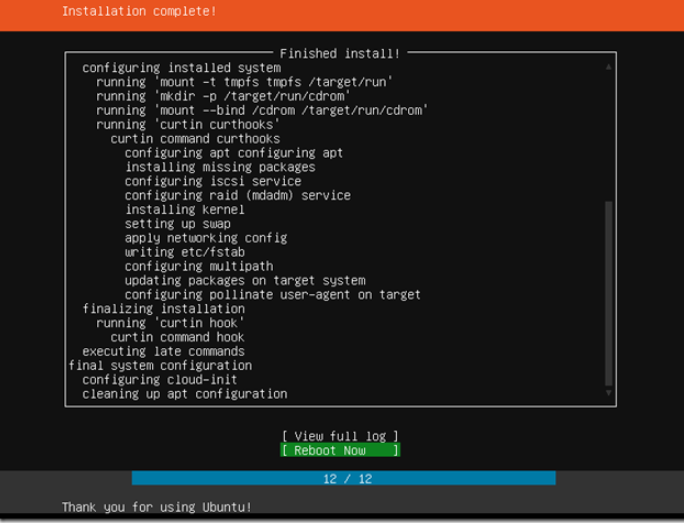 Installation complete!
Finished install!
configuring installed system
running 'mount -t tmpfs tmpfs /target/run'
running 'mkdir -p /target/run/cdrom'
running 'mount --bind /cdrom /target/run/cdrom'
running 'curtin curthooks'
curtin command curthooks
configuring apt configuring apt
installing missing packages
configuring iscsi service
configuring raid (mdadm) service
installing kernel
setting up swap
apply networking config
writing etc/fstab
configuring multipath
updating packages on target system
configuring pollinate user-agent on target
finalizing installation
running 'curtin hook'
curtin command hook
executing late commands
final system configuration
configuring cloud-init
cleaning up apt configuration
[ View full log ]
[ Reboot Now ]
12 / 12
Thank you for using Ubuntu!